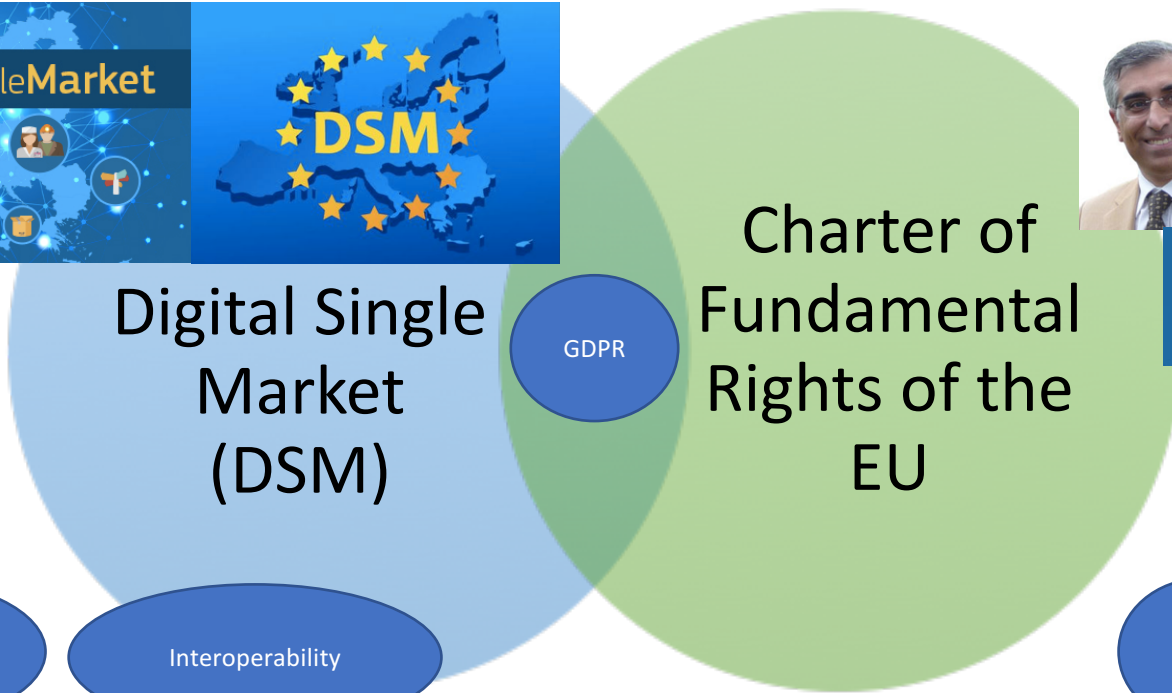 leMarket
DSM
Digital Single
Market
(DSM)
GDPR
Charter of
Fundamental
Rights of the
EU
Interoperability